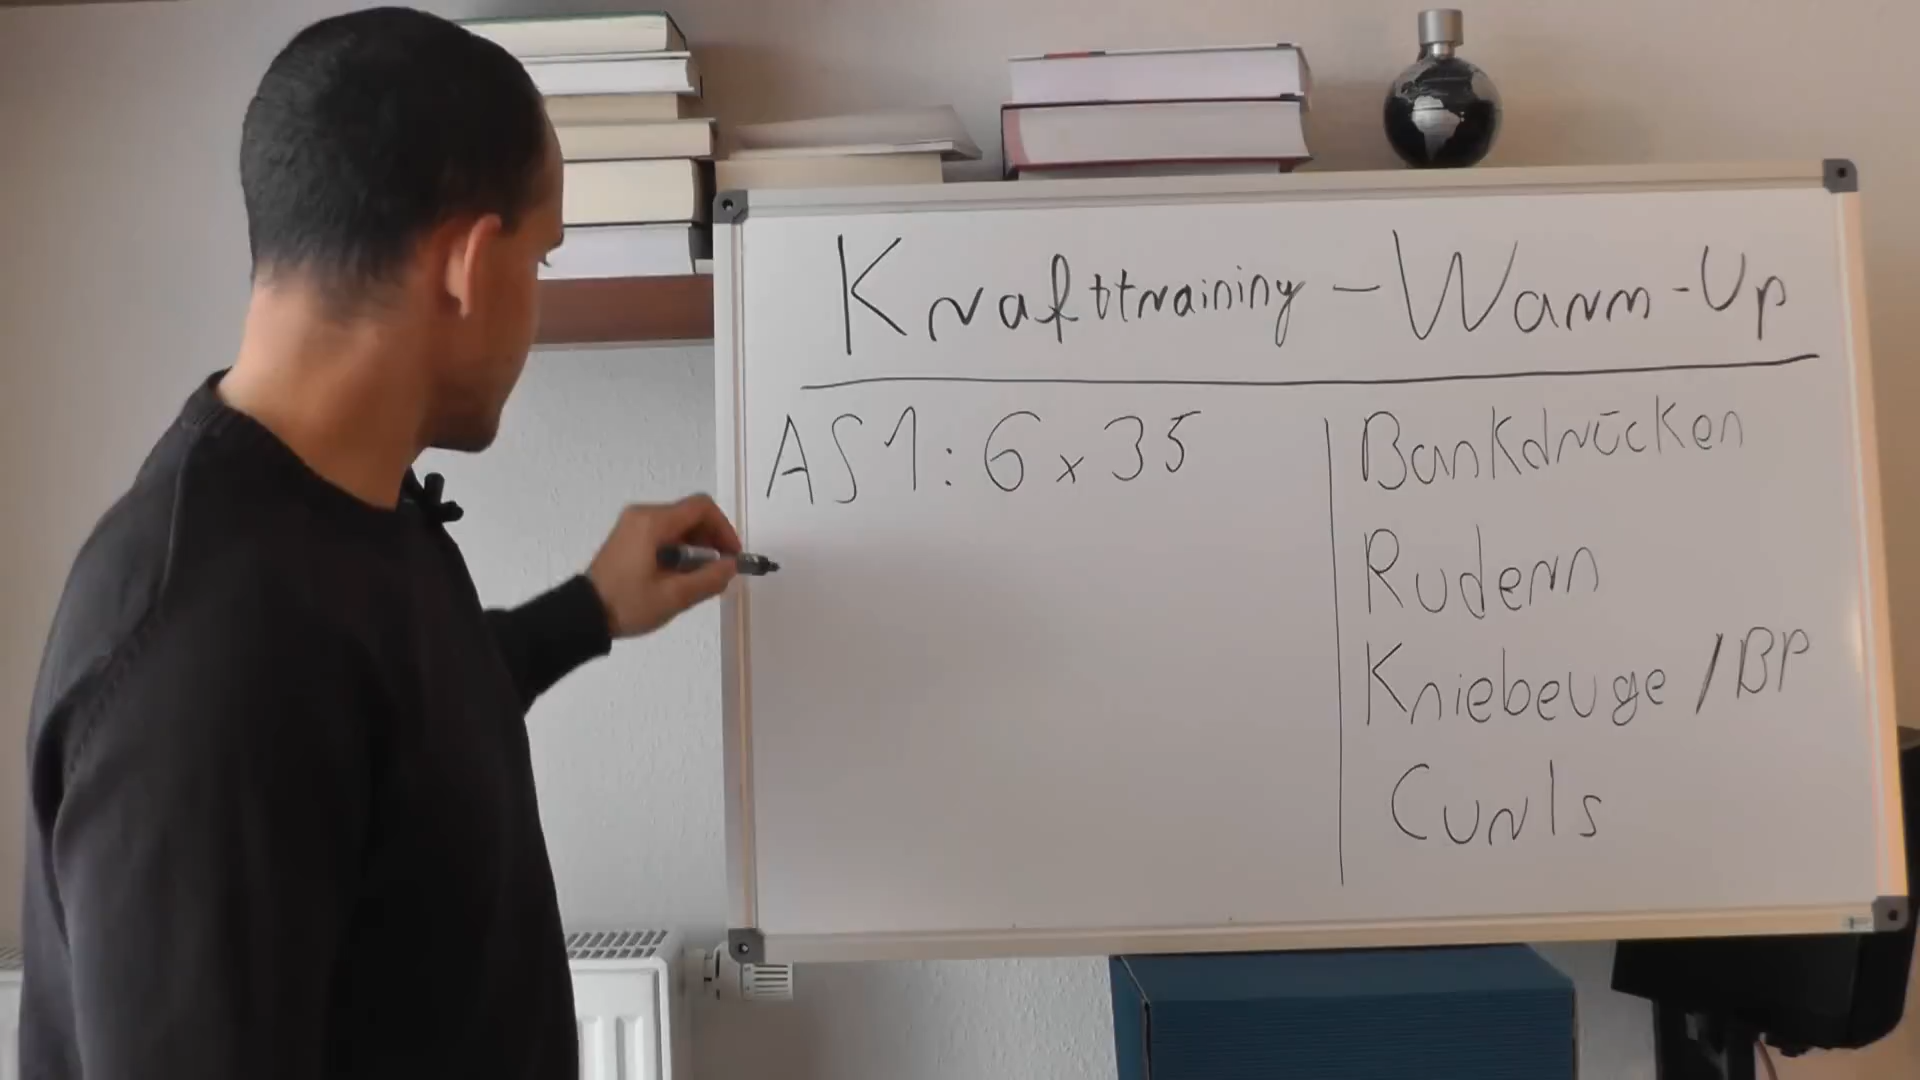 Krafttraining - Warm-Up
AS1: 6 x 35
Bankdrücken
Rudern
Kniebeuge / BP
Curls